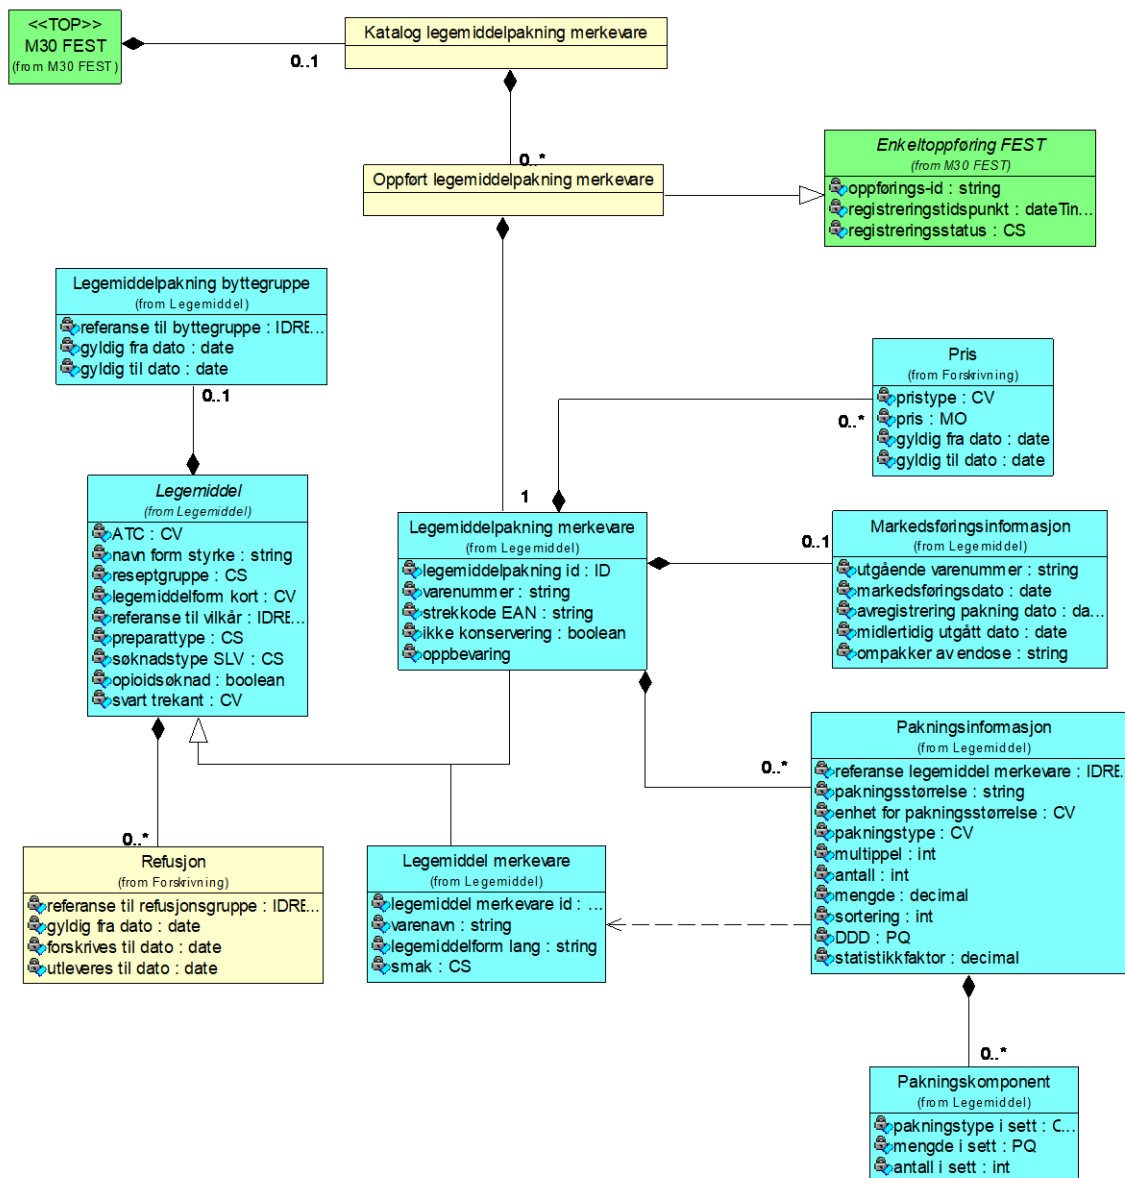 <<TOP>>
M30 FEST
(from M30 FEST)
0..1
Katalog legemiddelpakning merkevare
0..*
Oppført legemiddelpakning merkevare
Enkeltoppføring FEST
(from M30 FEST)
oppførings-id : string
registreringstidspunkt : dateTin...
registreringsstatus : CS
Legemiddelpakning byttegruppe
(from Legemiddel)
referanse til byttegruppe : IDRE...
gyldig fra dato : date
gyldig til dato : date
0..1
Pris
(from Forskrivning)
pristype : CV
pris : MO
gyldig fra dato : date
gyldig til dato : date
0..*
Legemiddel
(from Legemiddel)
ATC : CV
navn form styrke : string
reseptgruppe : CS
legemiddelform kort : CV
referanse til vilkår : IDRE...
preparattype : CS
søknadstype SLV : CS
opioidsøknad : boolean
svart trekant : CV
1
Legemiddelpakning merkevare
(from Legemiddel)
legemiddelpakning id : ID
varenummer : string
strekkode EAN : string
ikke konservering : boolean
oppbevaring
0..1
Markedsføringsinformasjon
(from Legemiddel)
utgående varenummer : string
markedsføringsdato : date
avregistrering pakning dato : da...
midlertidig utgått dato : date
ompakker av endose : string
0..*
Pakningsinformasjon
(from Legemiddel)
referanse legemiddel merkevare : IDRE.
pakningsstørrelse : string
enhet for pakningsstørrelse : CV
pakningstype : CV
multippel : int
antall : int
mengde : decimal
sortering : int
DDD : PQ
statistikkfaktor : decimal
0..*
Refusjon
(from Forskrivning)
referanse til refusjonsgruppe : IDRE...
gyldig fra dato : date
forskrives til dato : date
utleveres til dato : date
Legemiddel merkevare
(from Legemiddel)
legemiddel merkevare id : ...
varenavn : string
legemiddelform lang : string
smak : CS
0..*
Pakningskomponent
(from Legemiddel)
pakningstype i sett : C...
mengde i sett : PQ
antall i sett : int